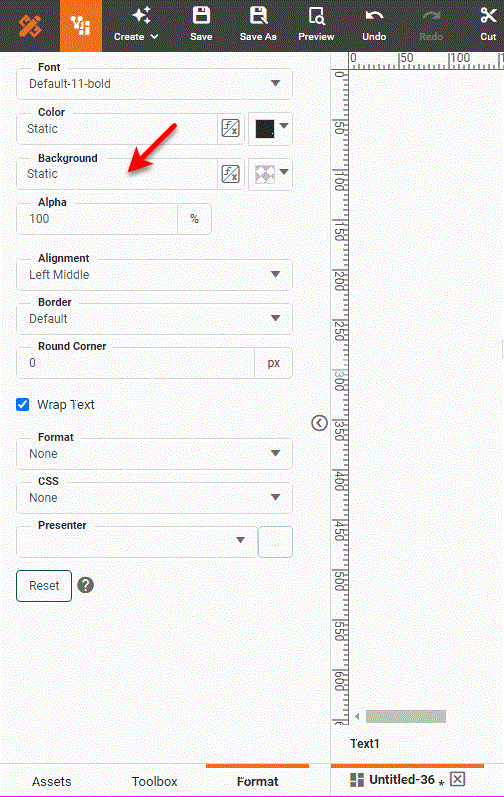 Create
Save
Save As
Preview
Undo
Redo
Cut
Font
Default-11-bold
Color
Static
Background
Static
Alpha
100 %
Alignment
Left Middle
Border
Default
Round Corner
0 px
Wrap Text
Format
None
CSS
None
Presenter
...
Reset
?
0 50 100
0
50
100
150
200
250
300
350
400
450
500
550
600
Text1
Assets
Toolbox
Format
Untitled-36 *